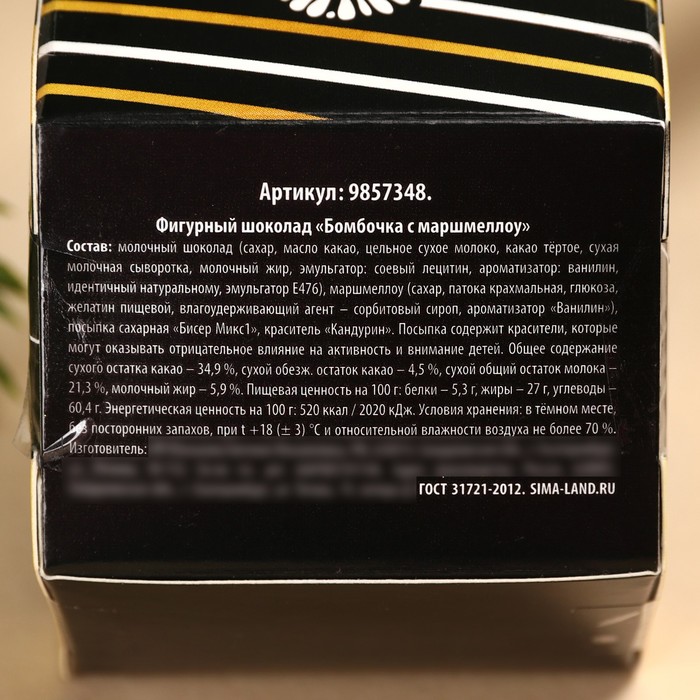 Артикул: 9857348.
Фигурный шоколад «Бомбочка с маршмеллоу»
Состав: молочный шоколад (сахар, масло какао, цельное сухое молоко, какао тёртое, сухая
молочная сыворотка, молочный жир, эмульгатор: соевый лецитин, ароматизатор: ванилин,
идентичный натуральному, эмульгатор Е476), маршмеллоу (сахар, патока крахмальная, глюкоза,
желатин пищевой, влагоудерживающий агент – сорбитовый сироп, ароматизатор «Ванилин»),
посыпка сахарная «Бисер Микс1», краситель «Кандурин». Посыпка содержит красители, которые
могут оказывать отрицательное влияние на активность и внимание детей. Общее содержание
сухого остатка какао – 34,9 %, сухой обезж. остаток какао – 4,5 %, сухой общий остаток молока –
21,3 %, молочный жир – 5,9 %. Пищевая ценность на 100 г: белки – 5,3 г, жиры – 27 г, углеводы –
60,4 г. Энергетическая ценность на 100 г: 520 ккал / 2020 кДж. Условия хранения: в тёмном месте,
без посторонних запахов, при t +18 (± 3) °С и относительной влажности воздуха не более 70 %.
Изготовитель:
ГОСТ 31721-2012. SIMA-LAND.RU